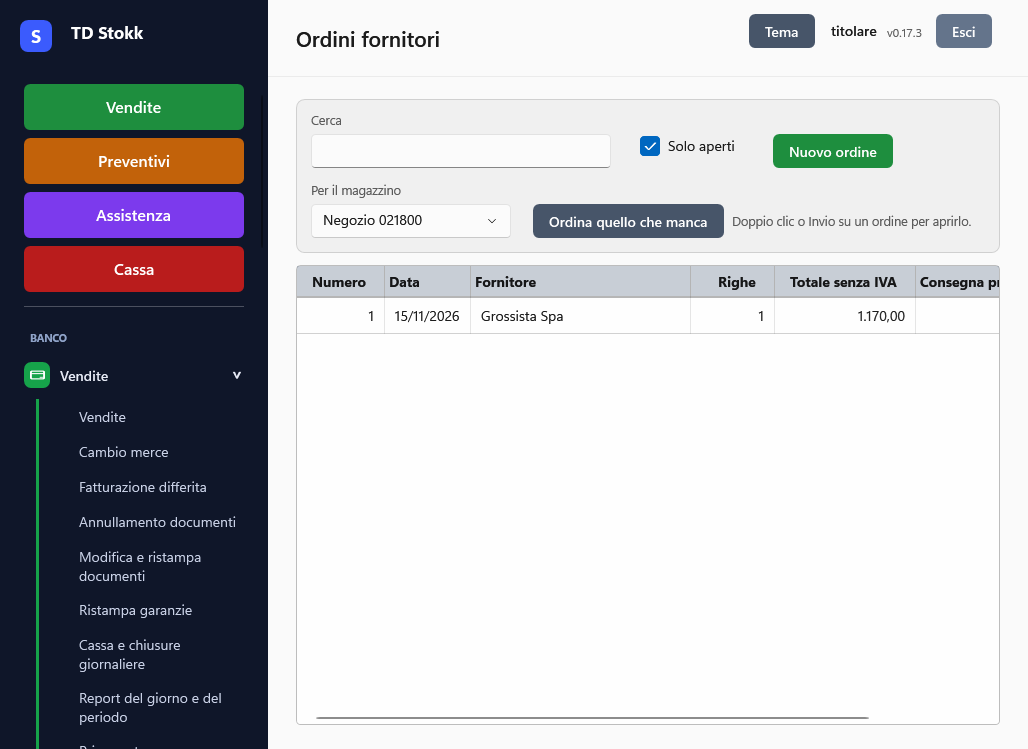 S
TD Stokk
Vendite
Preventivi
Assistenza
Cassa
BANCO
Vendite
Vendite
Cambio merce
Fatturazione differita
Annullamento documenti
Modifica e ristampa
documenti
Ristampa garanzie
Cassa e chiusure
giornaliere
Report del giorno e del
periodo
Ordini fornitori
Tema
titolare
v0.17.3
Esci
Cerca
Solo aperti
Nuovo ordine
Per il magazzino
Negozio 021800
Ordina quello che manca
Doppio clic o Invio su un ordine per aprirlo.
Numero Data Fornitore Righe Totale senza IVA Consegna
1 15/11/2026 Grossista Spa 1 1.170,00